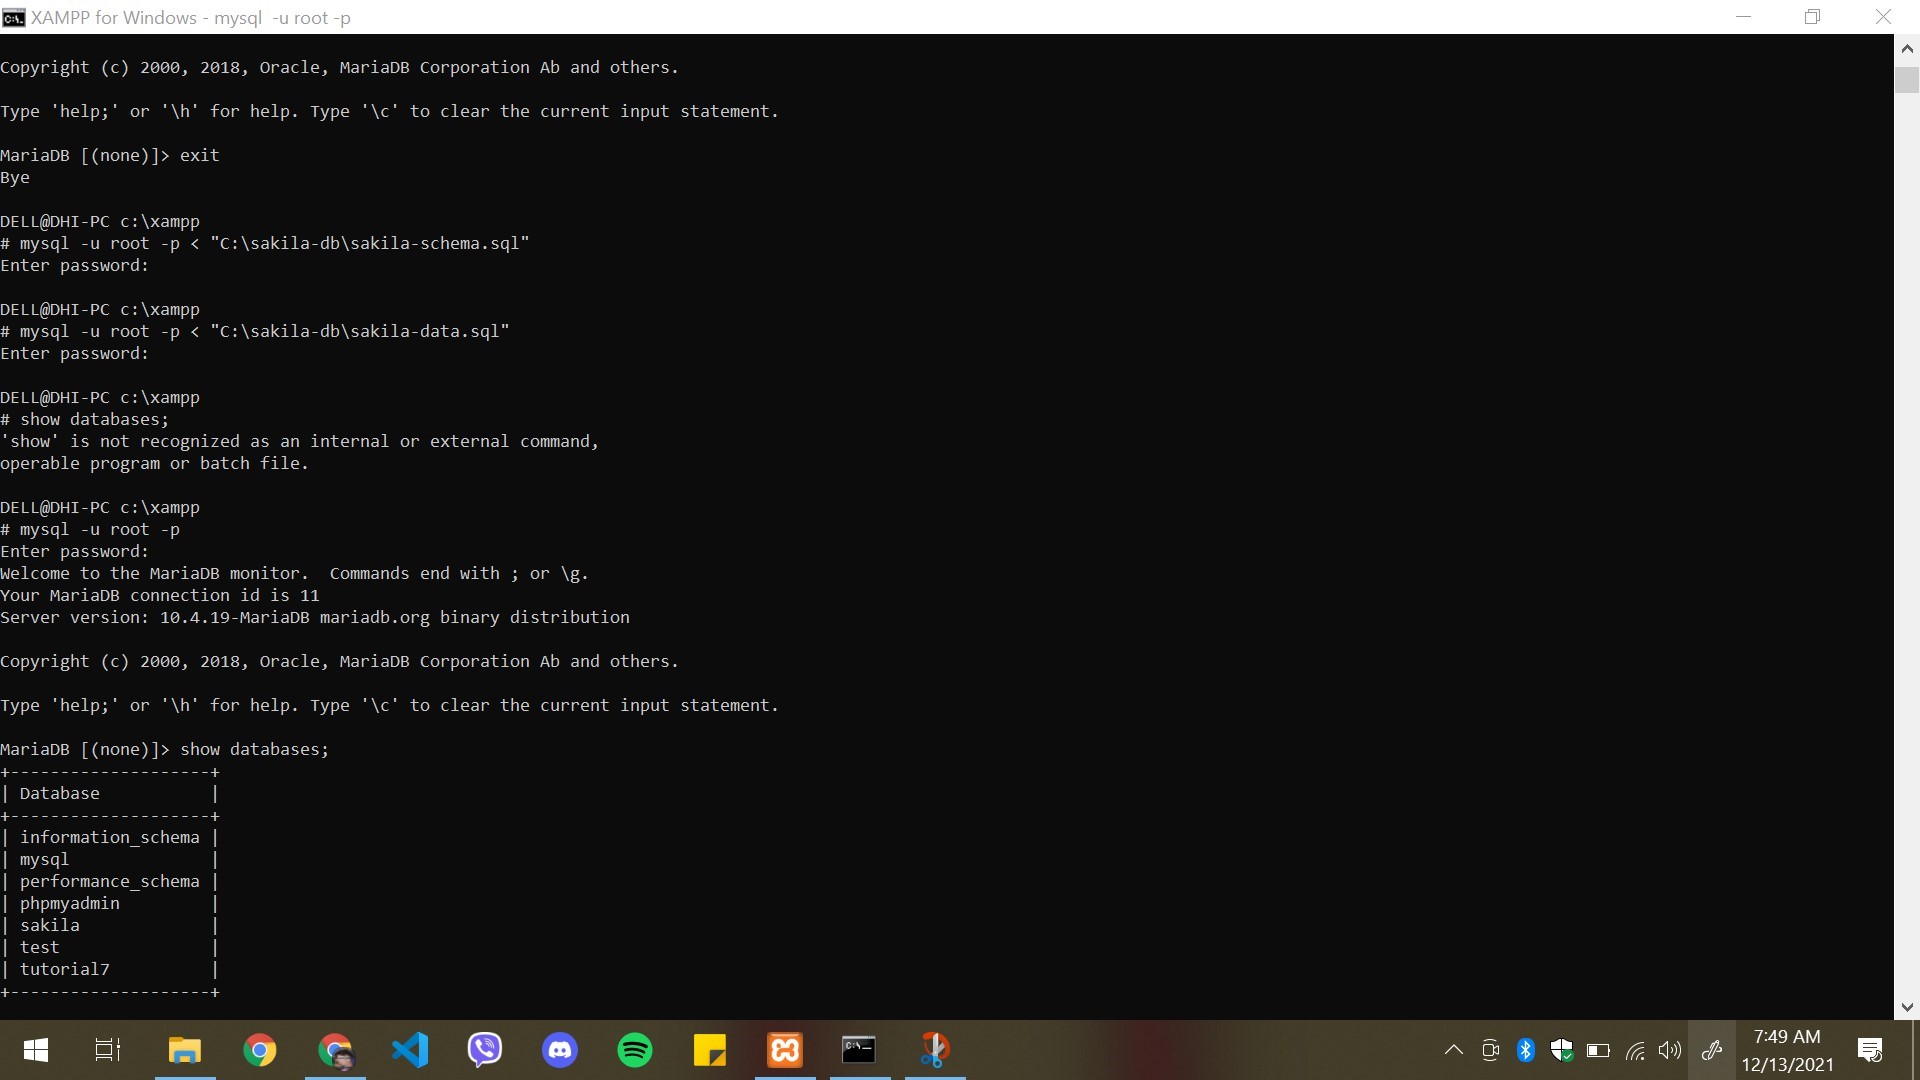 XAMPP for Windows - mysql  -u root -p
Copyright (c) 2000, 2018, Oracle, MariaDB Corporation Ab and others.
Type 'help;' or '\h' for help. Type '\c' to clear the current input statement.
MariaDB [(none)]> exit
Bye
DELL@DHI-PC c:\xampp
# mysql -u root -p < "C:\sakila-db\sakila-schema.sql"
Enter password:
DELL@DHI-PC c:\xampp
# mysql -u root -p < "C:\sakila-db\sakila-data.sql"
Enter password:
DELL@DHI-PC c:\xampp
# show databases;
'show' is not recognized as an internal or external command,
operable program or batch file.
DELL@DHI-PC c:\xampp
# mysql -u root -p
Enter password:
Welcome to the MariaDB monitor.  Commands end with ; or \g.
Your MariaDB connection id is 11
Server version: 10.4.19-MariaDB mariadb.org binary distribution
Copyright (c) 2000, 2018, Oracle, MariaDB Corporation Ab and others.
Type 'help;' or '\h' for help. Type '\c' to clear the current input statement.
MariaDB [(none)]> show databases;
+--------------------+
| Database           |
+--------------------+
| information_schema |
| mysql              |
| performance_schema |
| phpmyadmin         |
| sakila             |
| test               |
| tutorial7          |
+--------------------+
7:49 AM
12/13/2021